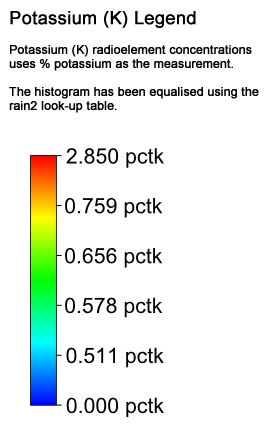 Potassium (K) Legend
Potassium (K) radioelement concentrations
uses % potassium as the measurement.
The histogram has been equalised using the
rain2 look-up table.
2.850 pctk
0.759 pctk
0.656 pctk
0.578 pctk
0.511 pctk
0.000 pctk